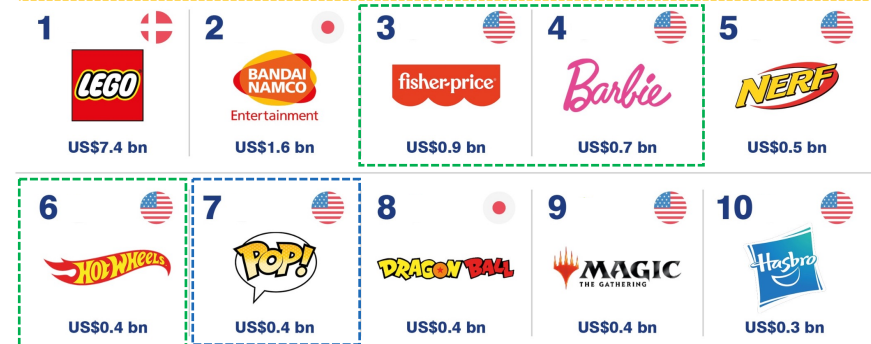 1
2
3
4
5
LEGO
BANDAI
NAMCO
Entertainment
fisher-price
Barbie
NERF
US$7.4 bn
US$1.6 bn
US$0.9 bn
US$0.7 bn
US$0.5 bn
6
7
8
9
10
HOT WHEELS
POP!
DRAGON BALL
MAGIC
THE GATHERING
Hasbro
US$0.4 bn
US$0.4 bn
US$0.4 bn
US$0.4 bn
US$0.3 bn